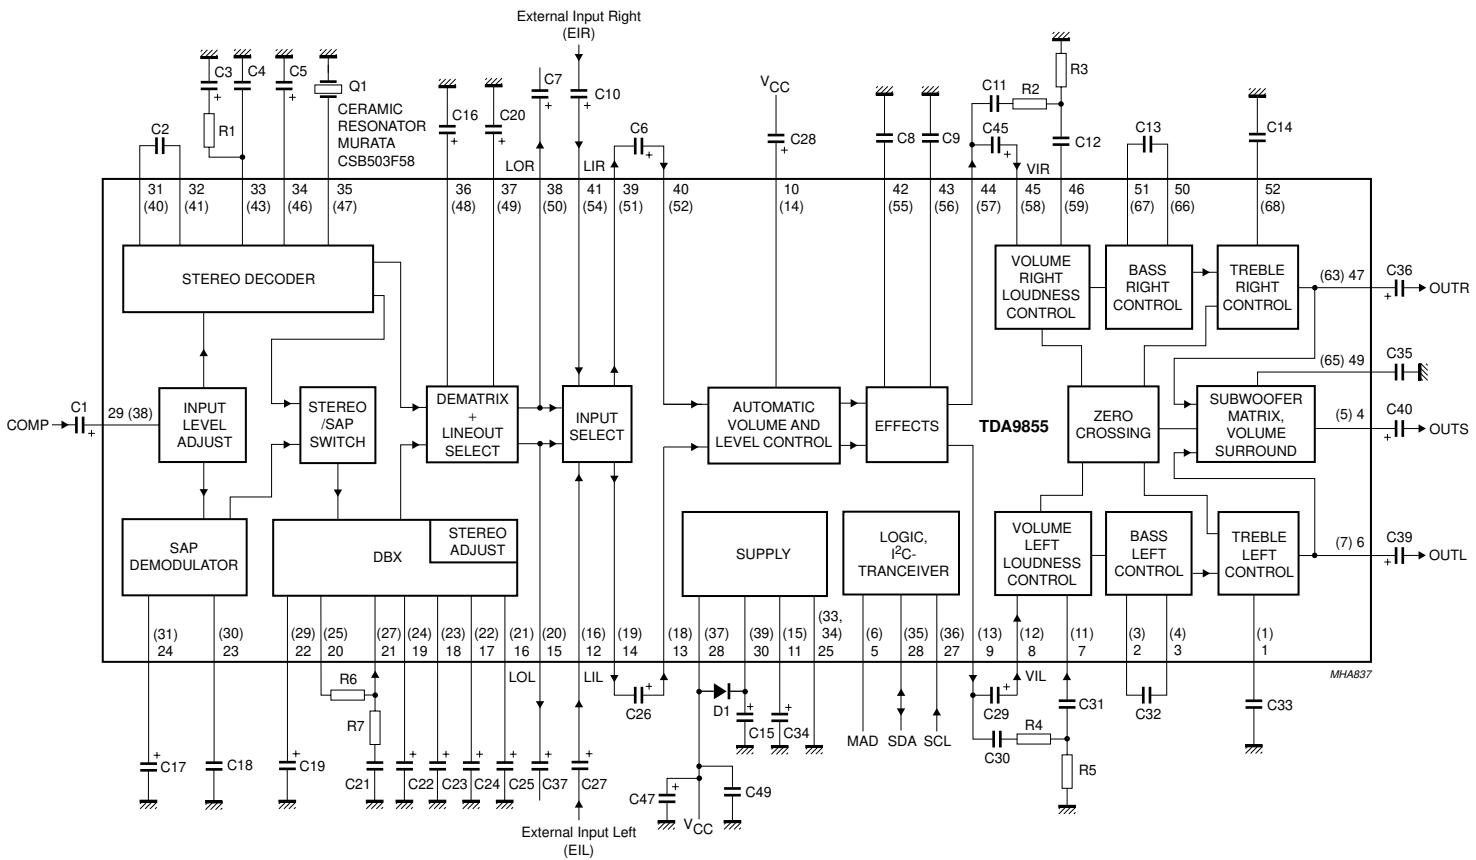 External Input Right
(EIR)
C3
C4
C5
Q1
CERAMIC
RESONATOR
MURATA
CSB503F58
R1
C2
C16
C20
C7
C10
C6
LOR
LIR
VCC
C28
C8
C9
C11
R2
R3
C45
C12
VIR
C13
C14
31 32 33 34 35 36 37 38 41 39 40 10 42 43 44 45 46 51 50 52
(40) (41) (43) (46) (47) (48) (49) (50) (54) (51) (52) (14) (55) (56) (57) (58) (59) (67) (66) (68)
STEREO DECODER
VOLUME
RIGHT
LOUDNESS
CONTROL
BASS
RIGHT
CONTROL
TREBLE
RIGHT
CONTROL
(63) 47
C36
+
OUTR
(65) 49
C35
COMP
C1
+
29 (38)
INPUT
LEVEL
ADJUST
STEREO
/SAP
SWITCH
DEMATRIX
+
LINEOUT
SELECT
INPUT
SELECT
AUTOMATIC
VOLUME AND
LEVEL CONTROL
EFFECTS
TDA9855
ZERO
CROSSING
SUBWOOFER
MATRIX,
VOLUME
SURROUND
(5) 4
C40
+
OUTS
SAP
DEMODULATOR
DBX
STEREO
ADJUST
SUPPLY
LOGIC,
I2C-
TRANCEIVER
VOLUME
LEFT
LOUDNESS
CONTROL
BASS
LEFT
CONTROL
TREBLE
LEFT
CONTROL
(7) 6
C39
+
OUTL
(31) (30) (29) (25) (27) (24) (23) (22) (21) (20) (16) (19) (18) (37) (39) (15) (33, 34) (6) (35) (36) (13) (12) (11) (3) (4) (1)
24 23 22 20 21 19 18 17 16 15 12 14 13 28 30 11 25 5 28 27 9 8 7 2 3 1
MHA837
LOL
LIL
VIL
R6
R7
C26
D1
C15
C34
MAD
SDA
SCL
C29
C31
C30
R4
R5
C32
C33
C17
C18
C19
C21
C22
C23
C24
C25
C37
C27
C47
C49
VCC
External Input Left
(EIL)